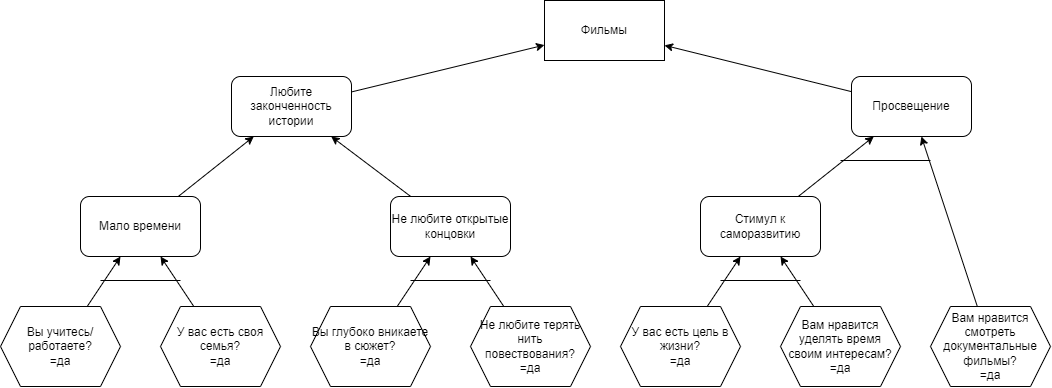 Фильмы
Любите
законченность
истории
Просвещение
Мало времени
Не любите открытые
концовки
Стимул к
саморазвитию
Вы учитесь/
работаете?
=да
У вас есть своя
семья?
=да
Вы глубоко вникаете
в сюжет?
=да
Не любите терять
нить
повествования?
=да
У вас есть цель в
жизни?
=да
Вам нравится
уделять время
своим интересам?
=да
Вам нравится
смотреть
документальные
фильмы?
=да